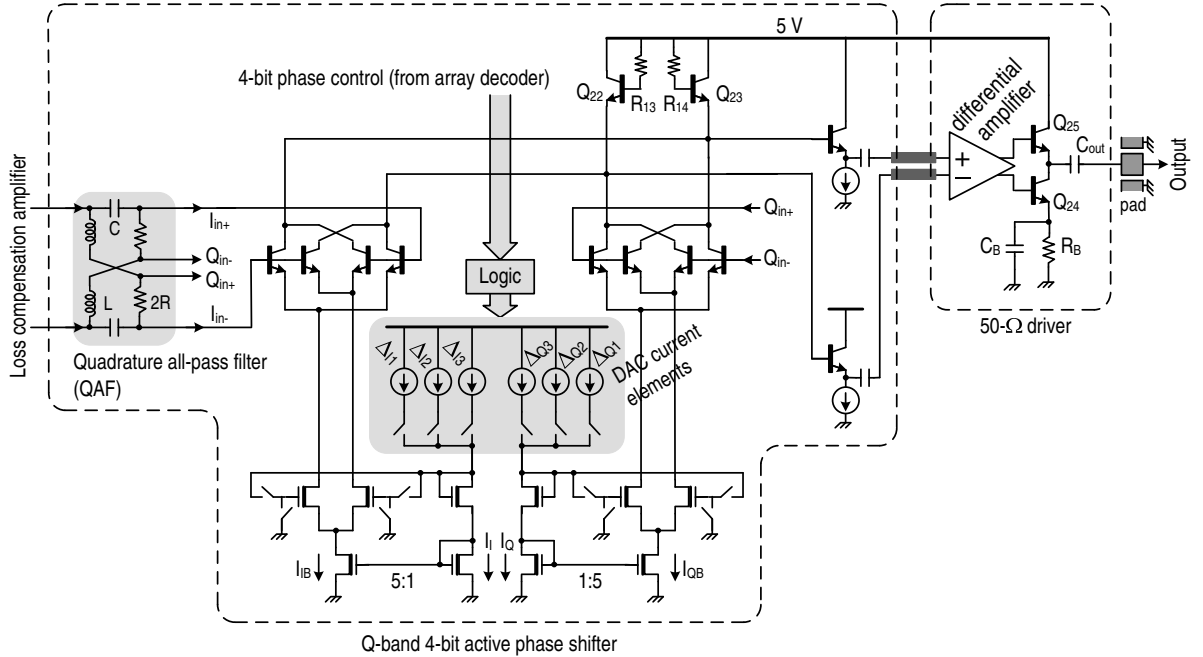 5 V
4-bit phase control (from array decoder)
Q22
R13
R14
Q23
differential
amplifier
Q25
Cout
Output
Loss compensation amplifier
C
Iin+
Qin-
Qin+
L
2R
Iin-
Quadrature all-pass filter
(QAF)
Qin+
Qin-
Logic
+
−
Q24
pad
CB
RB
50-Ω driver
ΔI1
ΔI2
ΔI3
ΔQ3
ΔQ2
ΔQ1
DAC current
elements
IIB
5:1
II
IQ
1:5
IQB
Q-band 4-bit active phase shifter